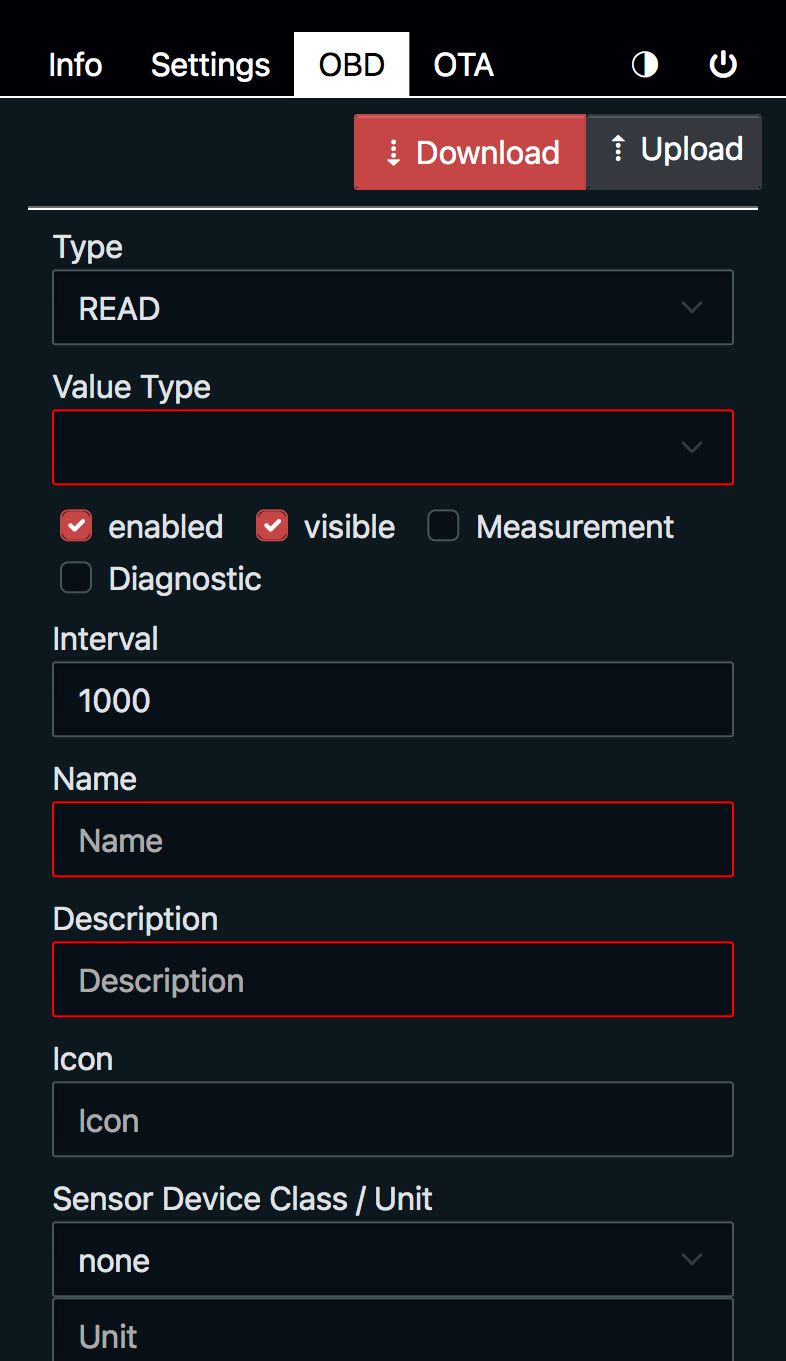 Info Settings OBD OTA
Download Upload
Type
READ
Value Type
enabled visible Measurement
Diagnostic
Interval
1000
Name
Name
Description
Description
Icon
Icon
Sensor Device Class / Unit
none
Unit